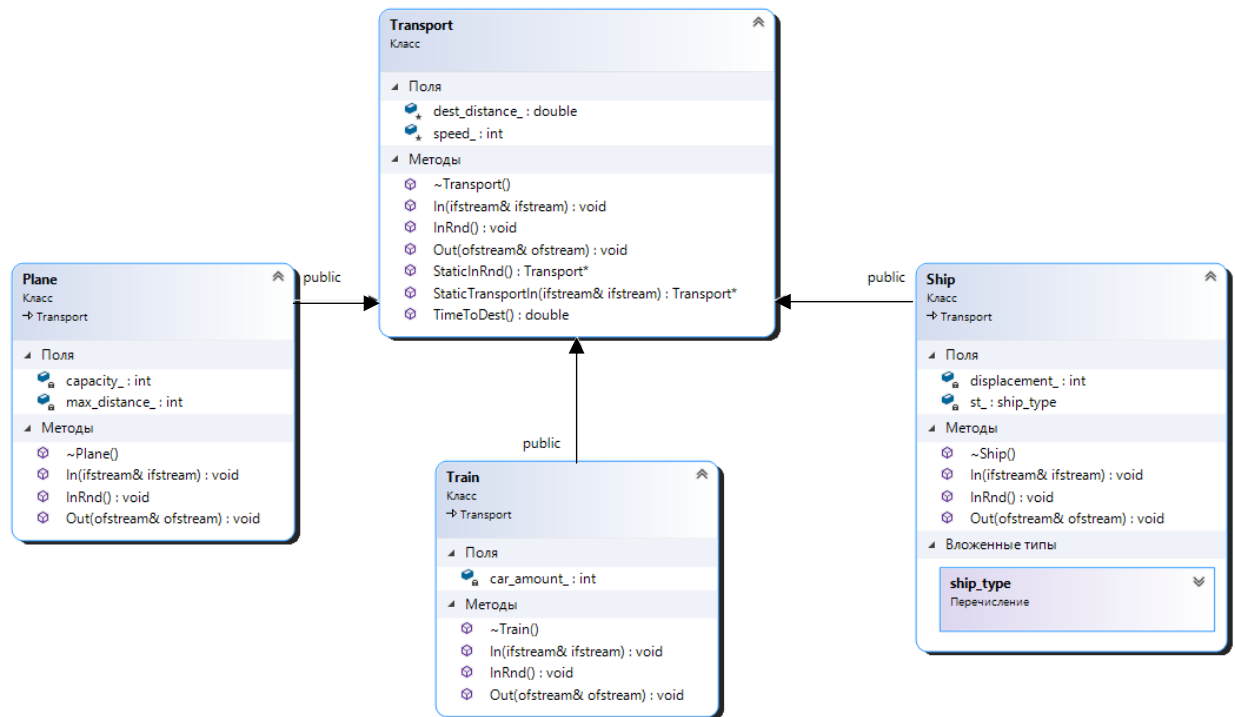 Transport
Класс
Поля
dest_distance_ : double
speed_ : int
Методы
~Transport()
In(ifstream& ifstream) : void
InRnd() : void
Out(ofstream& ofstream) : void
StaticInRnd() : Transport*
StaticTransportIn(ifstream& ifstream) : Transport*
TimeToDest() : double
public
public
public
Plane
Класс
Transport
Поля
capacity_ : int
max_distance_ : int
Методы
~Plane()
In(ifstream& ifstream) : void
InRnd() : void
Out(ofstream& ofstream) : void
Train
Класс
Transport
Поля
car_amount_ : int
Методы
~Train()
In(ifstream& ifstream) : void
InRnd() : void
Out(ofstream& ofstream) : void
Ship
Класс
Transport
Поля
displacement_ : int
st_ : ship_type
Методы
~Ship()
In(ifstream& ifstream) : void
InRnd() : void
Out(ofstream& ofstream) : void
Вложенные типы
ship_type
Перечисление